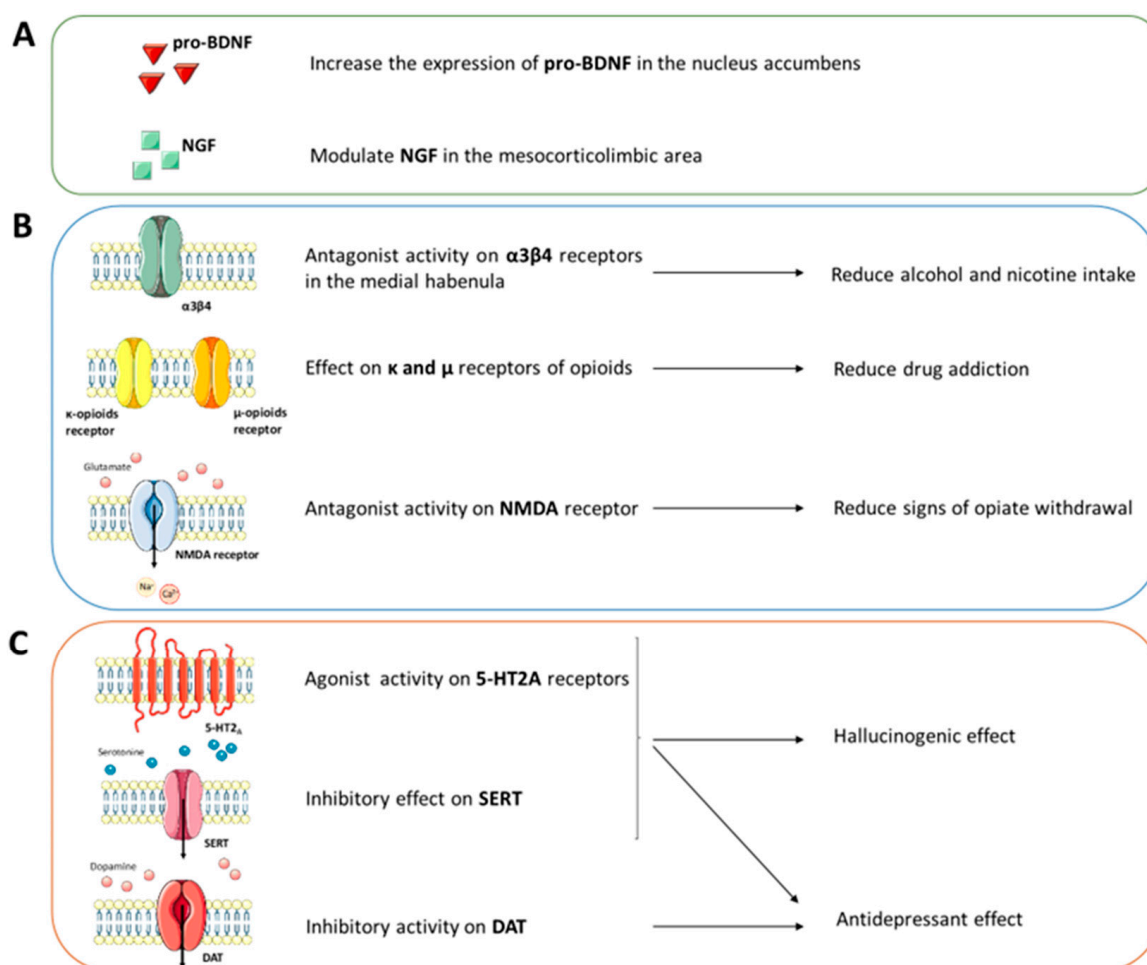 A
pro-BDNF
Increase the expression of pro-BDNF in the nucleus accumbens
NGF
Modulate NGF in the mesocorticolimbic area
B
Antagonist activity on α3β4 receptors
in the medial habenula
Reduce alcohol and nicotine intake
α3β4
Effect on κ and μ receptors of opioids
Reduce drug addiction
κ-opioids
receptor
μ-opioids
receptor
Glutamate
Antagonist activity on NMDA receptor
Reduce signs of opiate withdrawal
NMDA receptor
Na⁺
Ca²⁺
C
Agonist activity on 5-HT2A receptors
5-HT2A
Hallucinogenic effect
Serotonine
Inhibitory effect on SERT
SERT
Dopamine
Inhibitory activity on DAT
Antidepressant effect
DAT